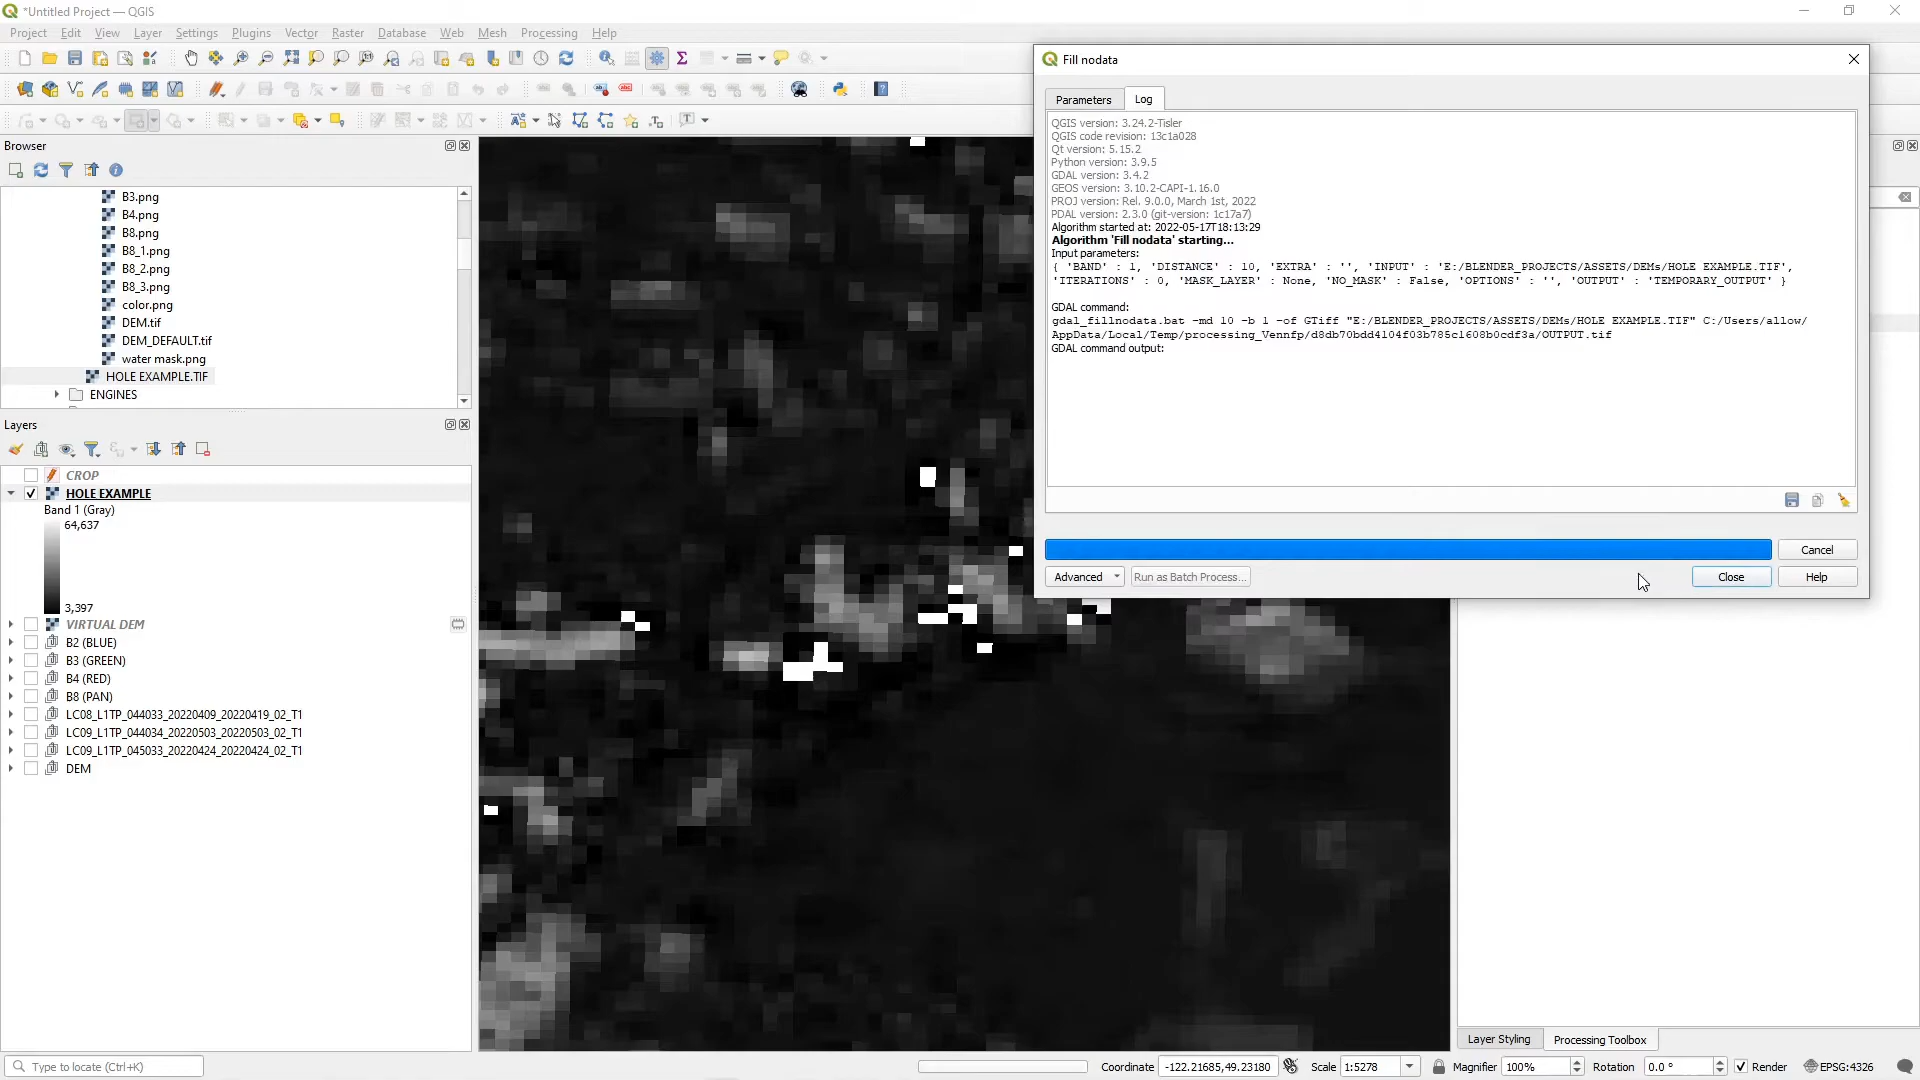 *Untitled Project — QGIS
Project Edit View Layer Settings Plugins Vector Raster Database Web Mesh Processing Help
Fill nodata
Parameters Log
QGIS version: 3.24.2-Tisler
QGIS code revision: 13c1a028
Qt version: 5.15.2
Python version: 3.9.5
GDAL version: 3.4.2
GEOS version: 3.10.2-CAPI-1.16.0
PROJ version: Rel. 9.0.0, March 1st, 2022
PDAL version: 2.3.0 (git-version: 1c17a7)
Algorithm started at: 2022-05-17T18:13:29
Algorithm 'Fill nodata' starting...
Input parameters:
{ 'BAND' : 1, 'DISTANCE' : 10, 'EXTRA' : '', 'INPUT' : 'E:/BLENDER_PROJECTS/ASSETS/DEMs/HOLE EXAMPLE.TIF',
'ITERATIONS' : 0, 'MASK_LAYER' : None, 'NO_MASK' : False, 'OPTIONS' : '', 'OUTPUT' : 'TEMPORARY_OUTPUT' }
GDAL command:
gdal_fillnodata.bat -md 10 -b 1 -of GTiff "E:/BLENDER_PROJECTS/ASSETS/DEMs/HOLE EXAMPLE.TIF" C:/Users/allow/
AppData/Local/Temp/processing_Vennfp/d8db70bdd4104f03b785c1608b0cdf3a/OUTPUT.tif
GDAL command output:
Cancel
Advanced Run as Batch Process... Close Help
Browser
B3.png
B4.png
B8.png
B8_1.png
B8_2.png
B8_3.png
color.png
DEM.tif
DEM_DEFAULT.tif
water mask.png
HOLE EXAMPLE.TIF
ENGINES
Layers
CROP
HOLE EXAMPLE
Band 1 (Gray)
64,637
3,397
VIRTUAL DEM
B2 (BLUE)
B3 (GREEN)
B4 (RED)
B8 (PAN)
LC08_L1TP_044033_20220409_20220419_02_T1
LC09_L1TP_044034_20220503_20220503_02_T1
LC09_L1TP_045033_20220424_20220424_02_T1
DEM
Layer Styling Processing Toolbox
Type to locate (Ctrl+K) Coordinate -122.21685,49.23180 Scale 1:5278 Magnifier 100% Rotation 0.0 ° Render EPSG:4326